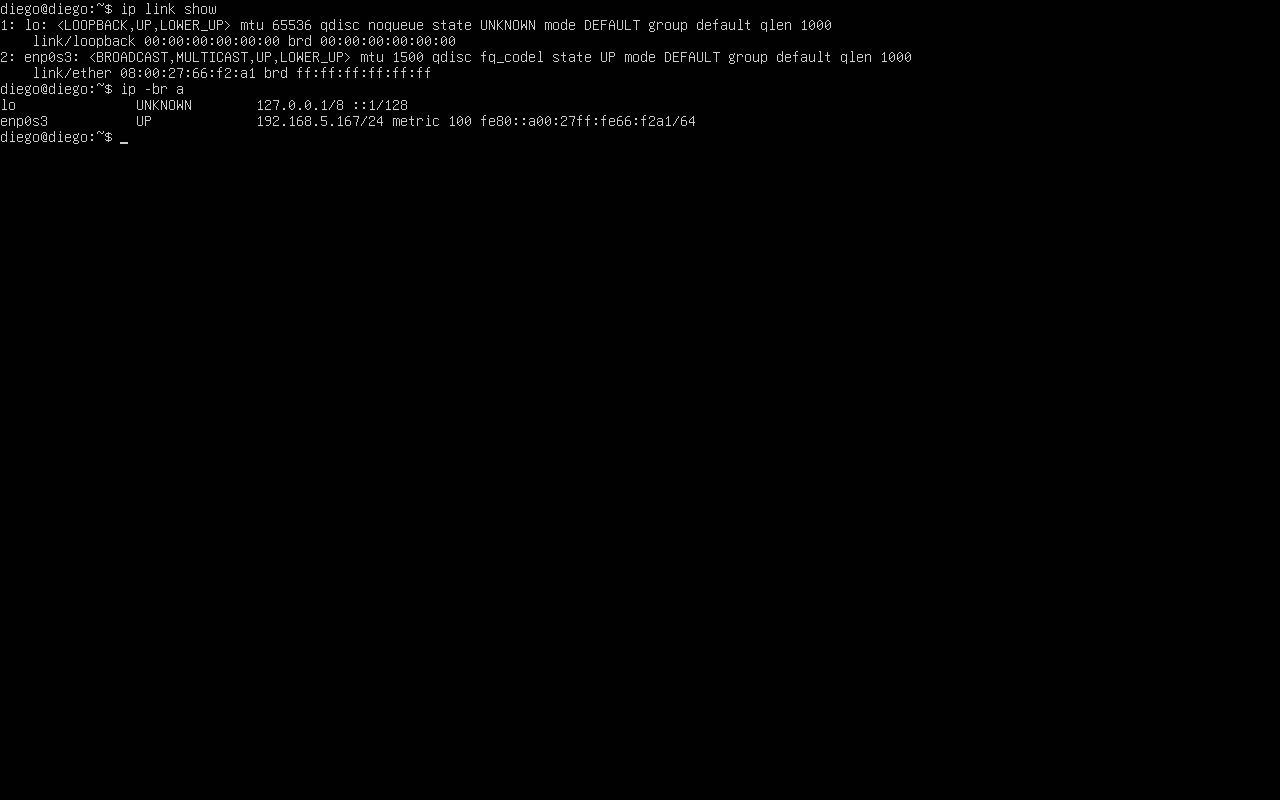 diego@diego:~$ ip link show
1: lo: <LOOPBACK,UP,LOWER_UP> mtu 65536 qdisc noqueue state UNKNOWN mode DEFAULT group default qlen 1000
    link/loopback 00:00:00:00:00:00 brd 00:00:00:00:00:00
2: enp0s3: <BROADCAST,MULTICAST,UP,LOWER_UP> mtu 1500 qdisc fq_codel state UP mode DEFAULT group default qlen 1000
    link/ether 08:00:27:66:f2:a1 brd ff:ff:ff:ff:ff:ff
diego@diego:~$ ip -br a
lo               UNKNOWN        127.0.0.1/8 ::1/128
enp0s3           UP             192.168.5.167/24 metric 100 fe80::a00:27ff:fe66:f2a1/64
diego@diego:~$ _